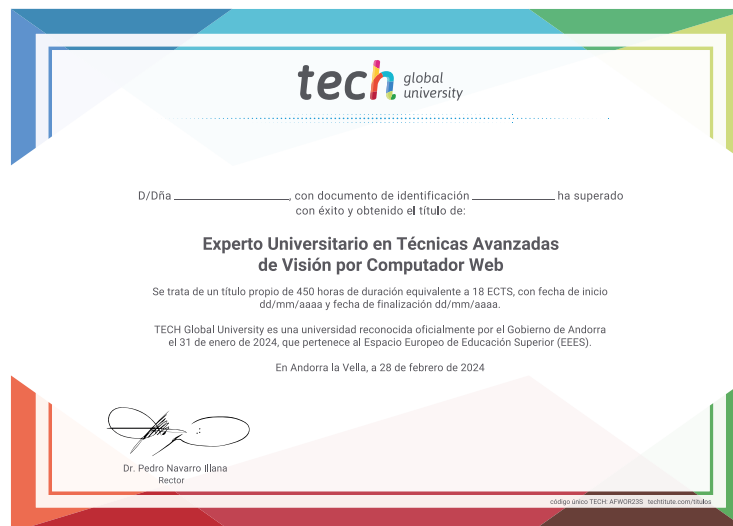 tech global
university
D/Dña ____________________, con documento de identificación ______________ ha superado
con éxito y obtenido el título de:
Experto Universitario en Técnicas Avanzadas
de Visión por Computador Web
Se trata de un título propio de 450 horas de duración equivalente a 18 ECTS, con fecha de inicio
dd/mm/aaaa y fecha de finalización dd/mm/aaaa.
TECH Global University es una universidad reconocida oficialmente por el Gobierno de Andorra
el 31 de enero de 2024, que pertenece al Espacio Europeo de Educación Superior (EEES).
En Andorra la Vella, a 28 de febrero de 2024
Dr. Pedro Navarro Illana
Rector
código único TECH: AFWOR23S techtitute.com/titulos